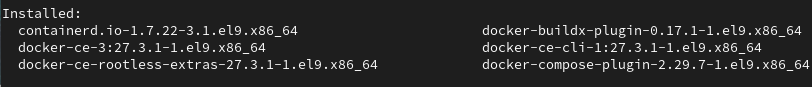 Installed:
containerd.io-1.7.22-3.1.el9.x86_64 docker-buildx-plugin-0.17.1-1.el9.x86_64
docker-ce-3:27.3.1-1.el9.x86_64 docker-ce-cli-1:27.3.1-1.el9.x86_64
docker-ce-rootless-extras-27.3.1-1.el9.x86_64 docker-compose-plugin-2.29.7-1.el9.x86_64